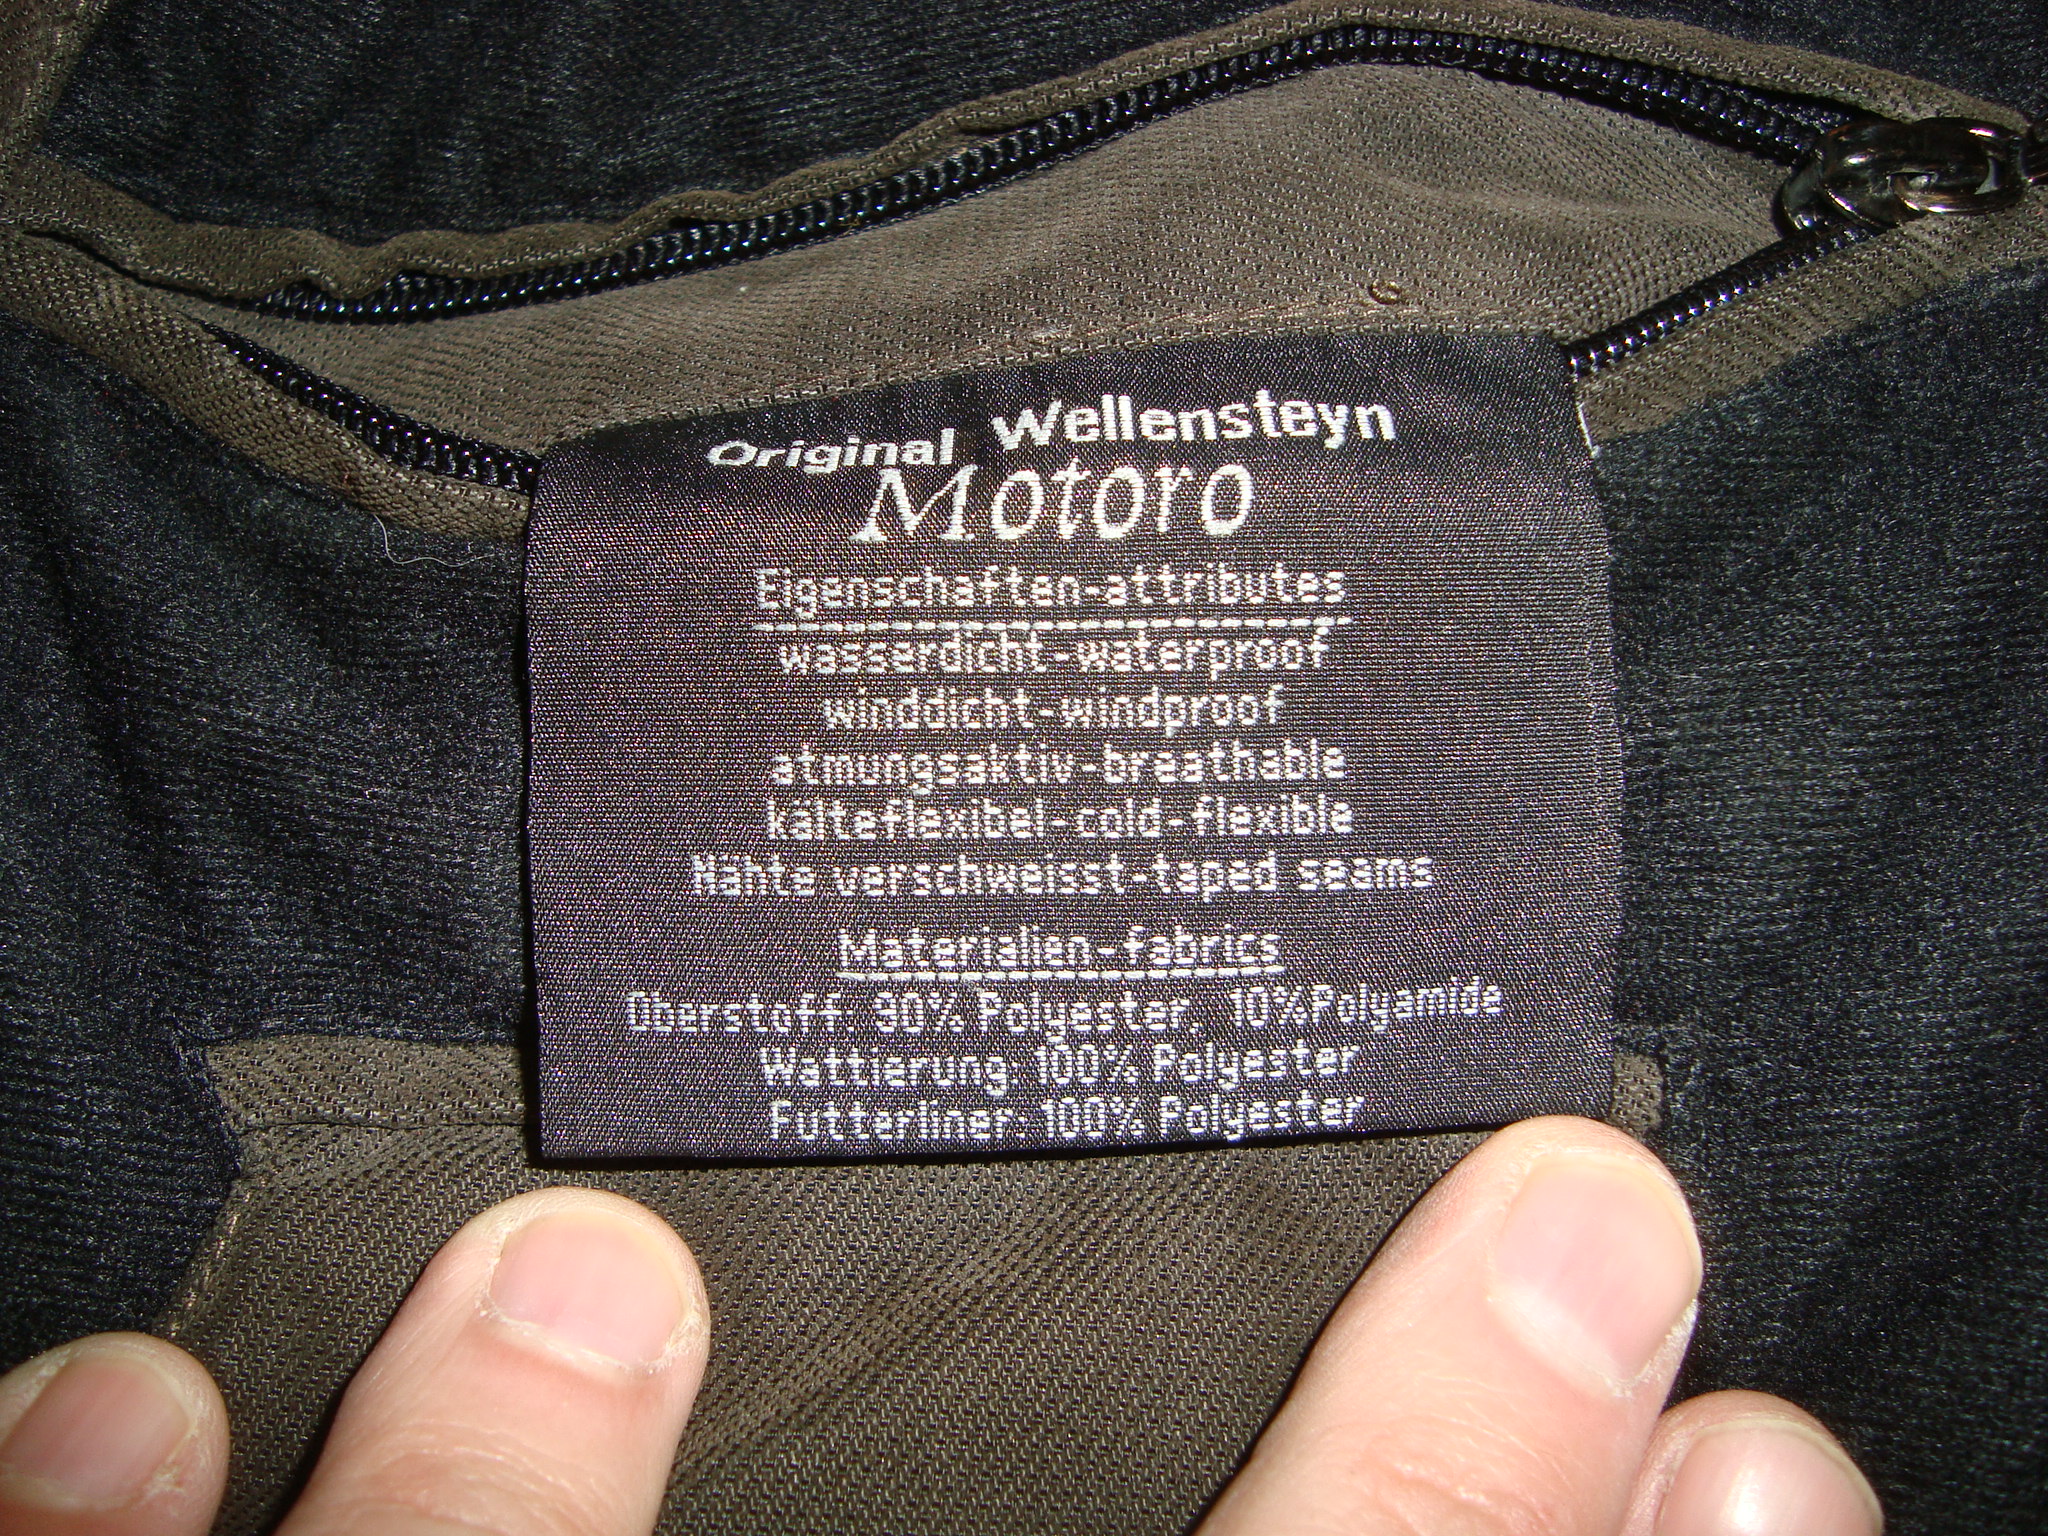 Original Wellensteyn
Motoro
Eigenschaften-attributes
wasserdicht-waterproof
winddicht-windproof
atmungsaktiv-breathable
kälteflexibel-cold-flexible
Nähte verschweisst-taped seams
Materialien-fabrics
Oberstoff: 90% Polyester, 10%Polyamide
Wattierung: 100% Polyester
Futterliner: 100% Polyester